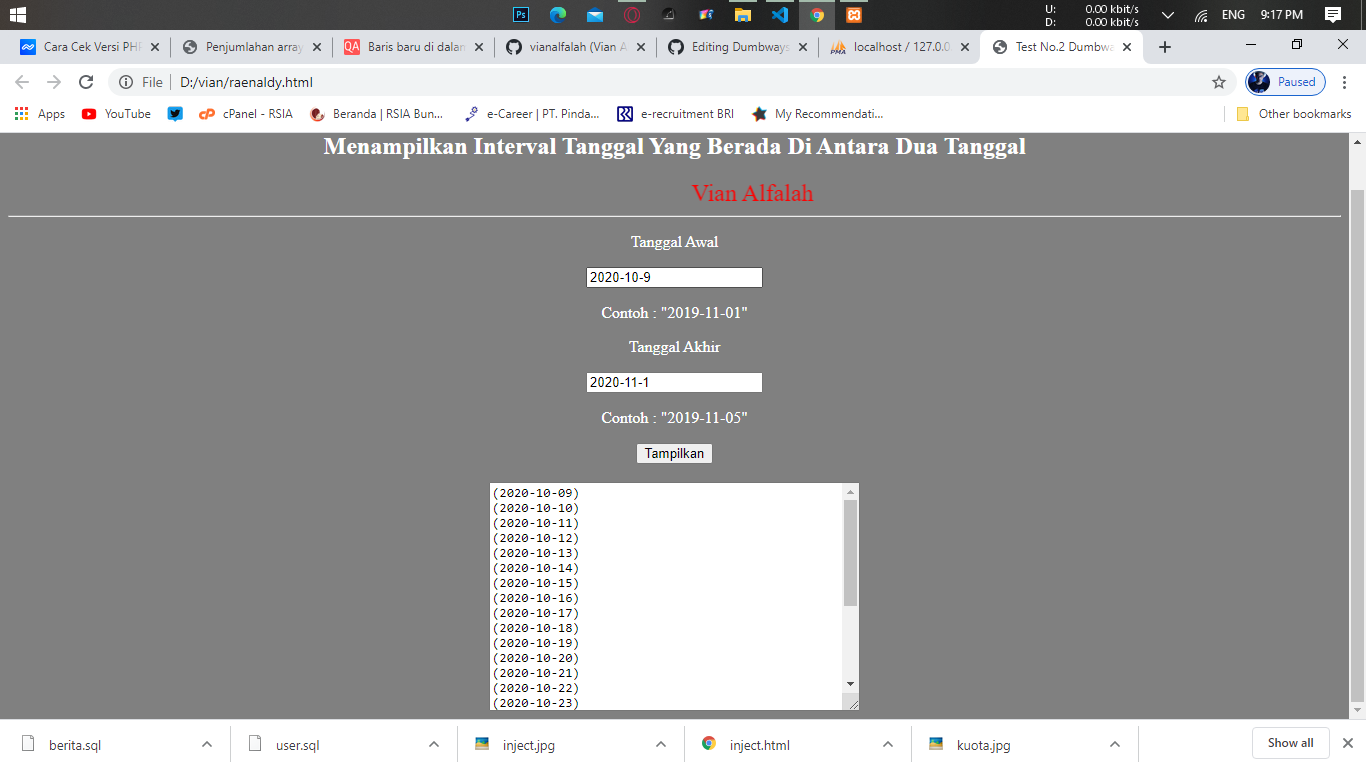 U: 0.00 kbit/s
D: 0.00 kbit/s
ENG 9:17 PM
Cara Cek Versi PHP
Penjumlahan array
QA Baris baru di dalam
vianalfalah (Vian A
Editing Dumbways
PMA localhost / 127.0.0
Test No.2 Dumbwa
File D:/vian/raenaldy.html
Paused
Apps YouTube cPanel - RSIA Beranda | RSIA Bun... e-Career | PT. Pinda... e-recruitment BRI My Recommendati... Other bookmarks
Menampilkan Interval Tanggal Yang Berada Di Antara Dua Tanggal
Vian Alfalah
Tanggal Awal
2020-10-9
Contoh : "2019-11-01"
Tanggal Akhir
2020-11-1
Contoh : "2019-11-05"
Tampilkan
(2020-10-09)
(2020-10-10)
(2020-10-11)
(2020-10-12)
(2020-10-13)
(2020-10-14)
(2020-10-15)
(2020-10-16)
(2020-10-17)
(2020-10-18)
(2020-10-19)
(2020-10-20)
(2020-10-21)
(2020-10-22)
(2020-10-23)
berita.sql user.sql inject.jpg inject.html kuota.jpg Show all